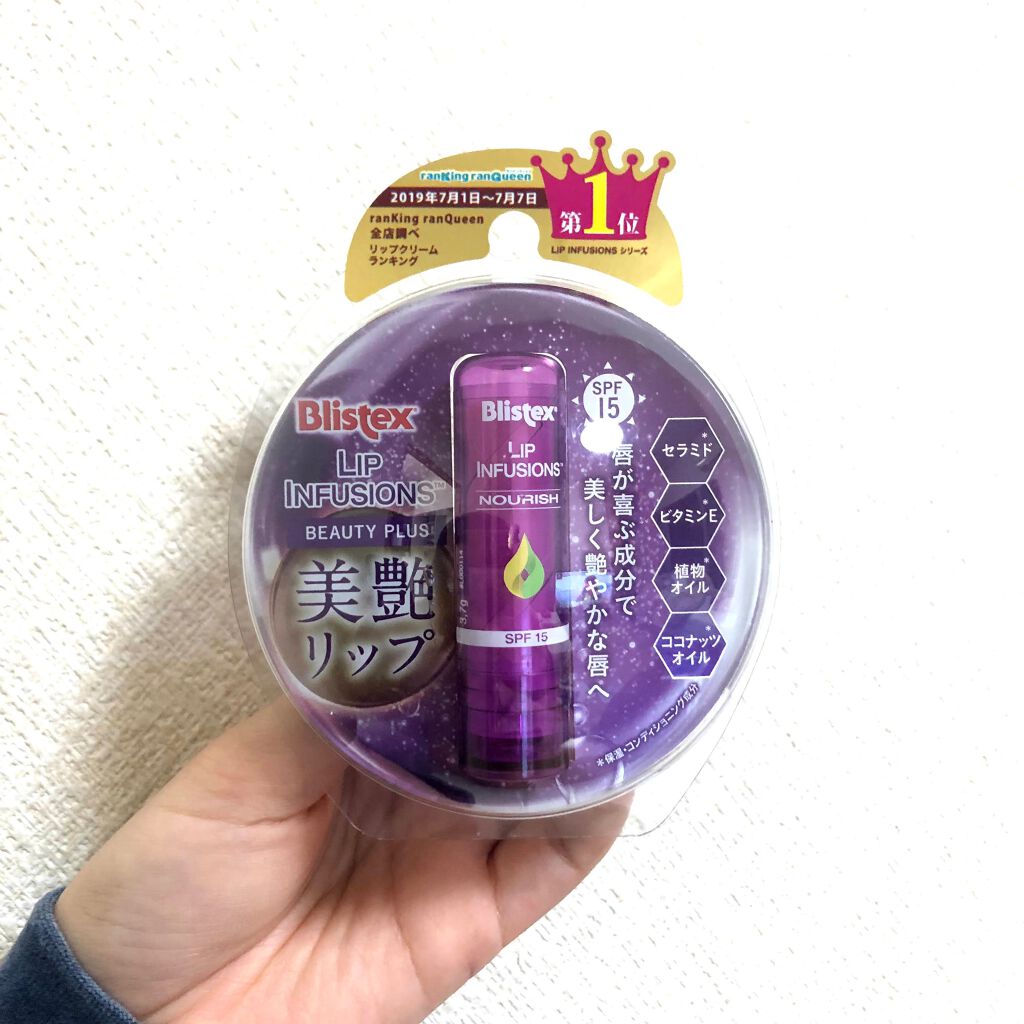 ranKing ranQueen
2019年7月1日～7月7日
ranKing ranQueen
全店調べ
リップクリーム
ランキング
第1位
LIP INFUSIONS シリーズ
Blistex
LIP
INFUSIONS™
BEAUTY PLUS
美艶
リップ
Blistex®
LIP
INFUSIONS™
NOURISH
3.7g
SPF 15
SPF
15
唇が喜ぶ成分で
美しく艶やかな唇へ
セラミド*
ビタミンE*
植物*
オイル
ココナッツ*
オイル
*保湿・コンディショニング成分